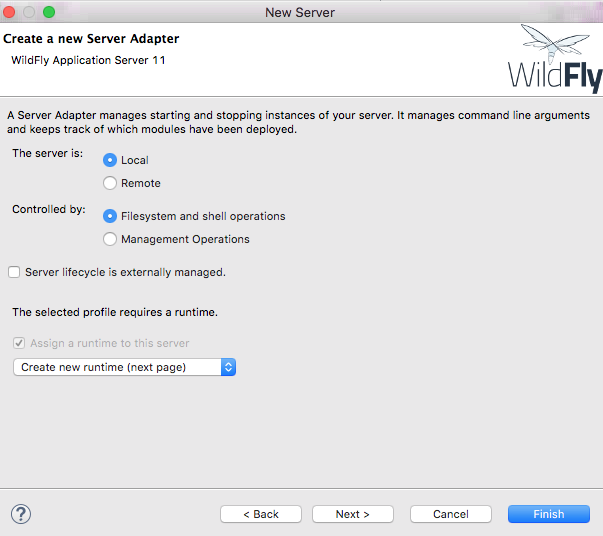 New Server
Create a new Server Adapter
WildFly Application Server 11
WildFly
A Server Adapter manages starting and stopping instances of your server. It manages command line arguments
and keeps track of which modules have been deployed.
The server is:
Local
Remote
Controlled by:
Filesystem and shell operations
Management Operations
Server lifecycle is externally managed.
The selected profile requires a runtime.
Assign a runtime to this server
Create new runtime (next page)
?
< Back
Next >
Cancel
Finish